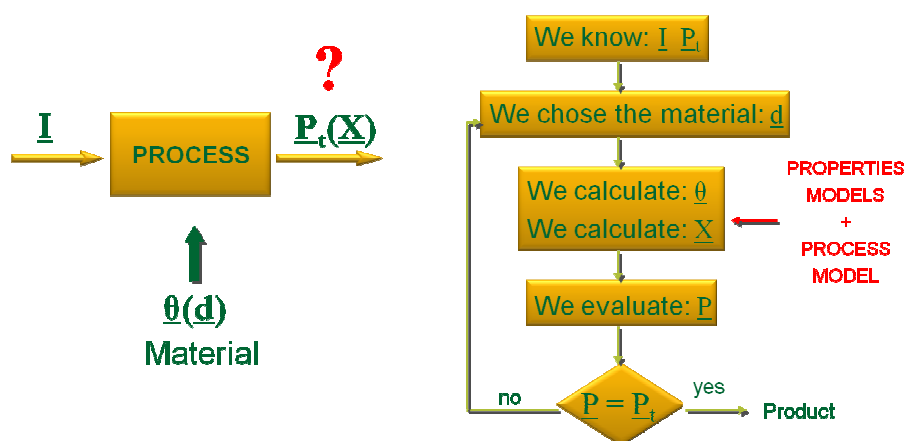 ?
I
PROCESS
Pt(X)
θ(d)
Material
We know: I Pt
We chose the material: d
We calculate: θ
We calculate: X
PROPERTIES
MODELS
+
PROCESS
MODEL
We evaluate: P
P = Pt
no
yes
Product